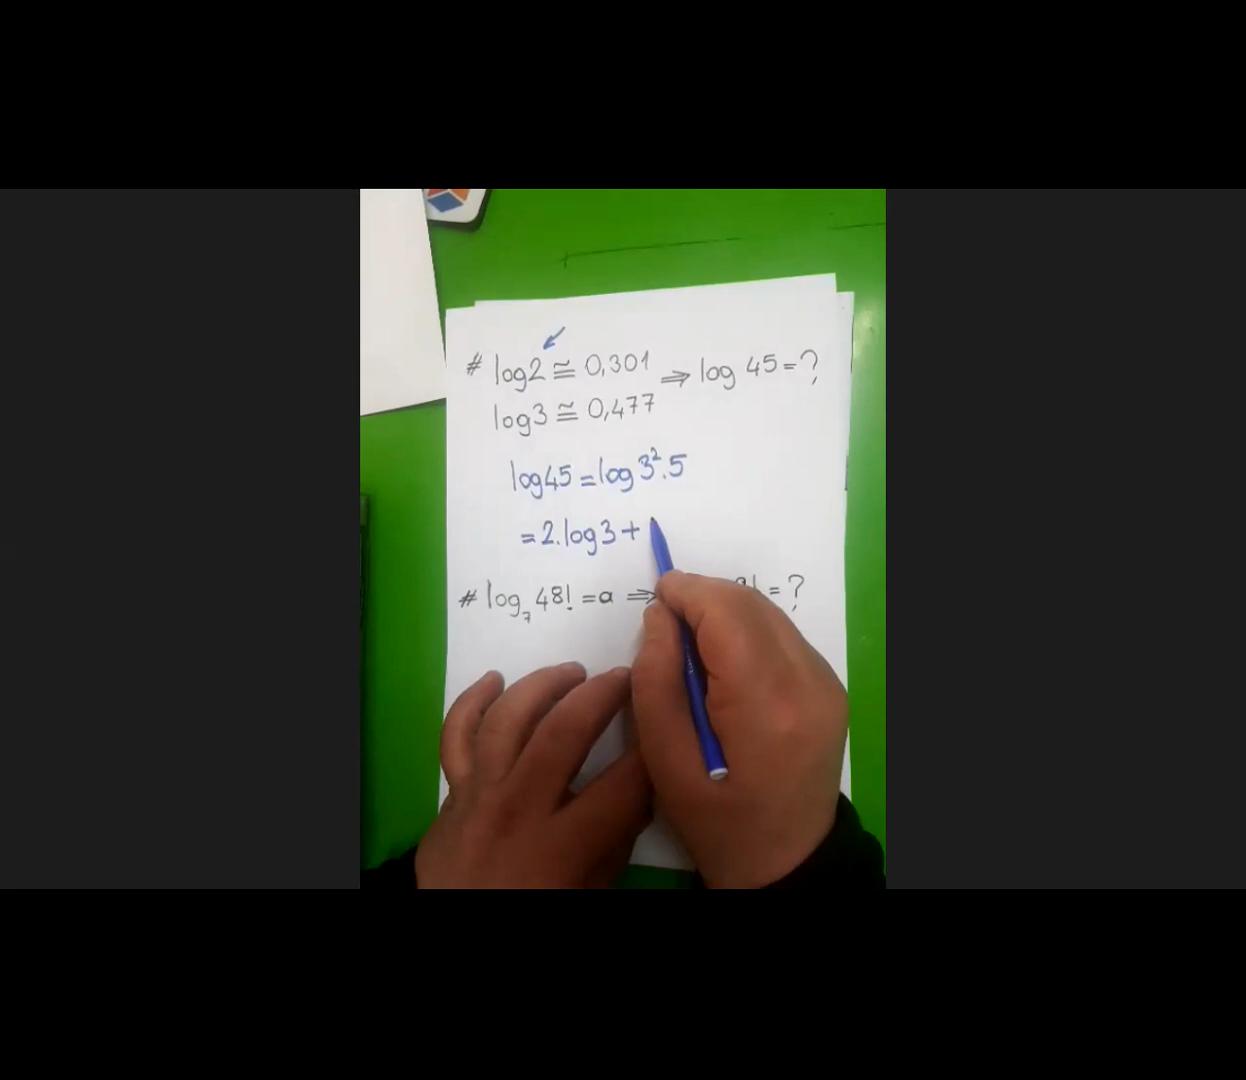 # log2 ≅ 0,301 ⇒ log 45 = ?
log3 ≅ 0,477
log45 = log 3².5
= 2.log3 +
# log₇ 48! = a ⇒ ! = ?